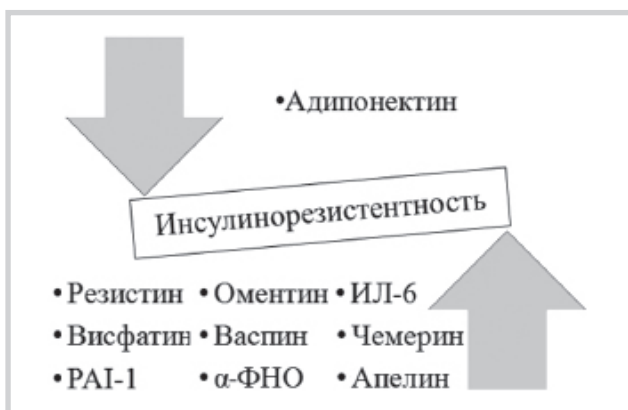 •Адипонектин
Инсулинорезистентность
•Резистин •Оментин •ИЛ-6
•Висфатин •Васпин •Чемерин
•PAI-1 •α-ФНО •Апелин